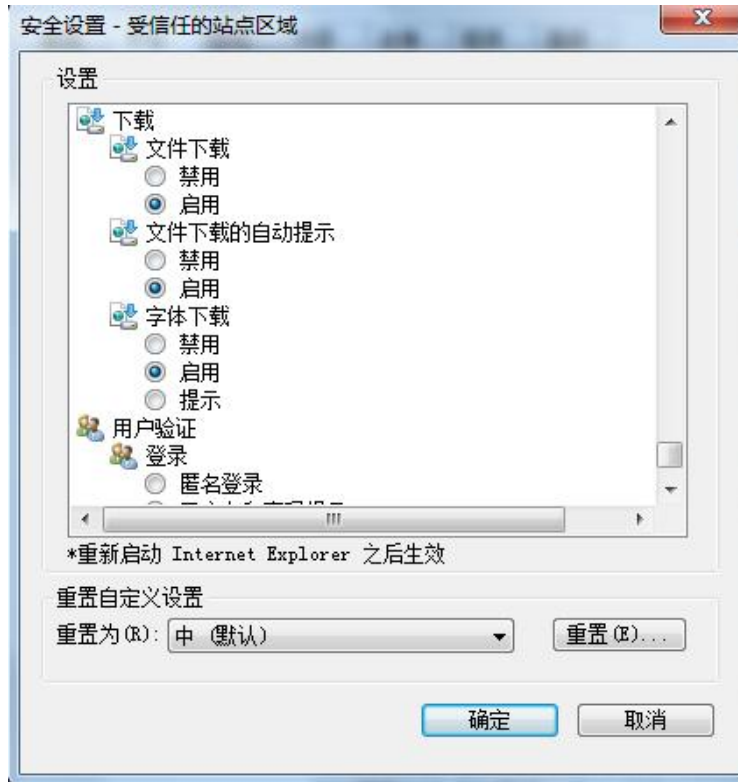 安全设置 - 受信任的站点区域
设置
下载
文件下载
禁用
启用
文件下载的自动提示
禁用
启用
字体下载
禁用
启用
提示
用户验证
登录
匿名登录
*重新启动 Internet Explorer 之后生效
重置自定义设置
重置为(R): 中 (默认) 重置(E)...
确定 取消